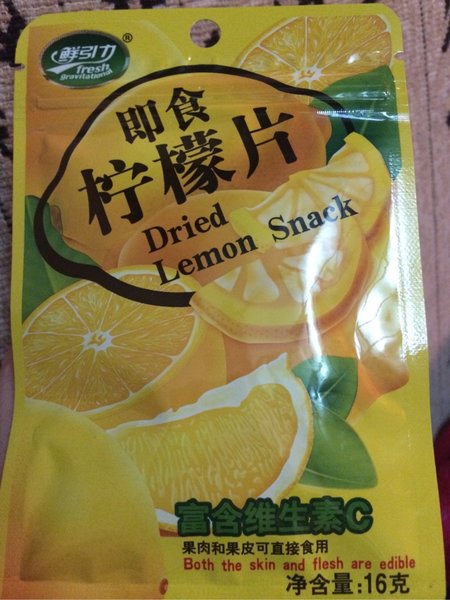 鲜引力
®
fresh
gravitational
即食
柠檬片
Dried
Lemon Snack
富含维生素C
果肉和果皮可直接食用
Both the skin and flesh are edible
净含量:16克